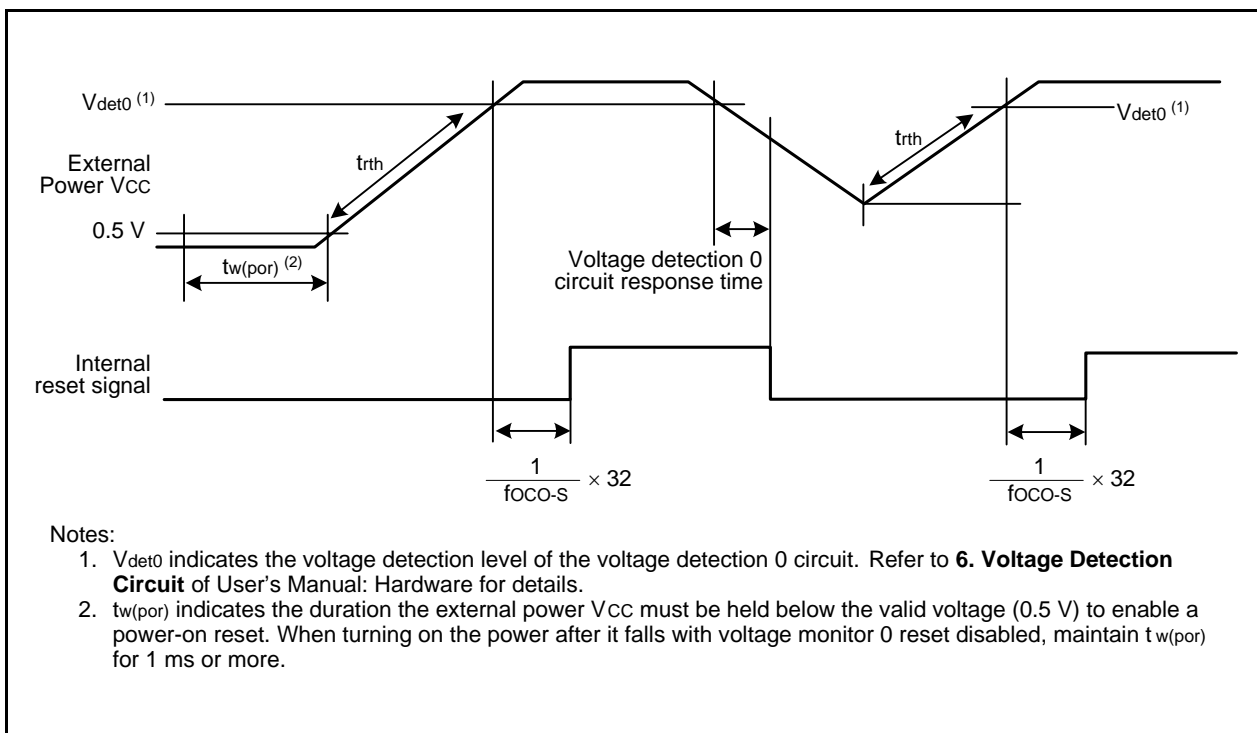 Vdet0 (1)
trth
External
Power VCC
0.5 V
tw(por) (2)
Voltage detection 0
circuit response time
trth
Vdet0 (1)
Internal
reset signal
1
fOCO-S
× 32
1
fOCO-S
× 32
Notes:
1. Vdet0 indicates the voltage detection level of the voltage detection 0 circuit. Refer to 6. Voltage Detection
Circuit of User's Manual: Hardware for details.
2. tw(por) indicates the duration the external power VCC must be held below the valid voltage (0.5 V) to enable a
power-on reset. When turning on the power after it falls with voltage monitor 0 reset disabled, maintain tw(por)
for 1 ms or more.